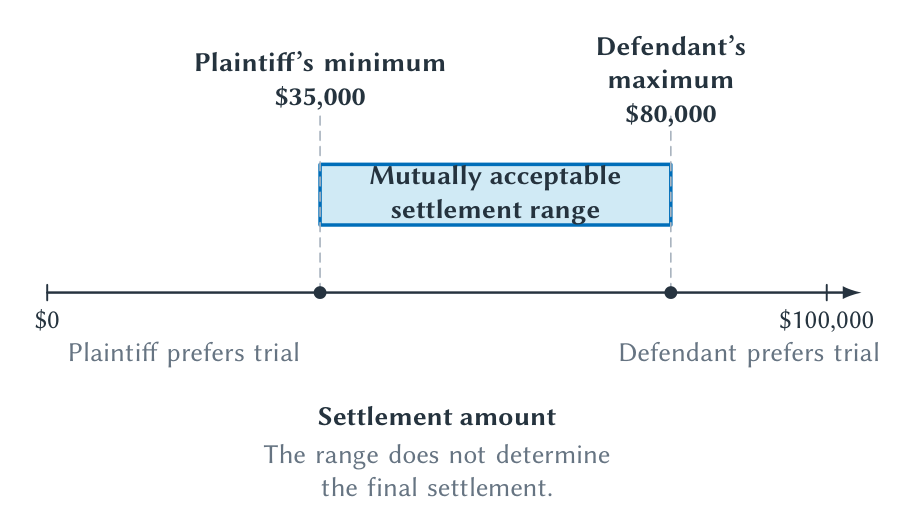 Plaintiff’s minimum
$35,000
Defendant’s
maximum
$80,000
Mutually acceptable
settlement range
$0
$100,000
Plaintiff prefers trial
Defendant prefers trial
Settlement amount
The range does not determine
the final settlement.